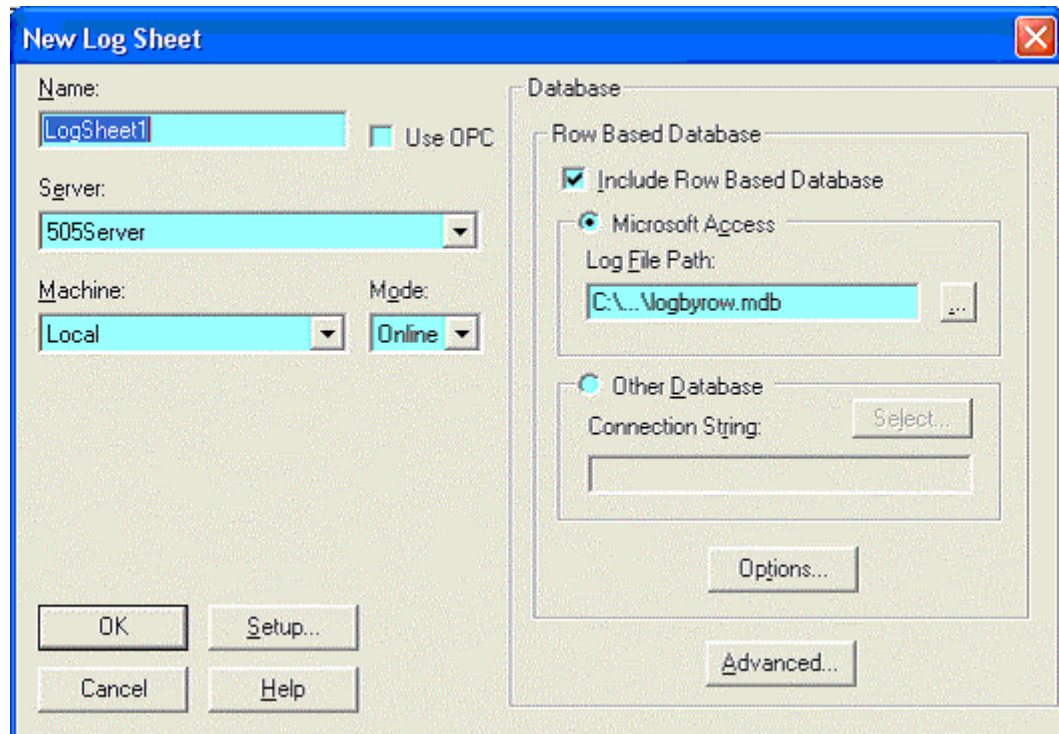 New Log Sheet
Name:
LogSheet1
Use OPC
Server:
505Server
Machine:
Mode:
Local
Online
OK
Setup...
Cancel
Help
Database
Row Based Database
Include Row Based Database
Microsoft Access
Log File Path:
C:\...\logbyrow.mdb
...
Other Database
Connection String:
Select...
Options...
Advanced...